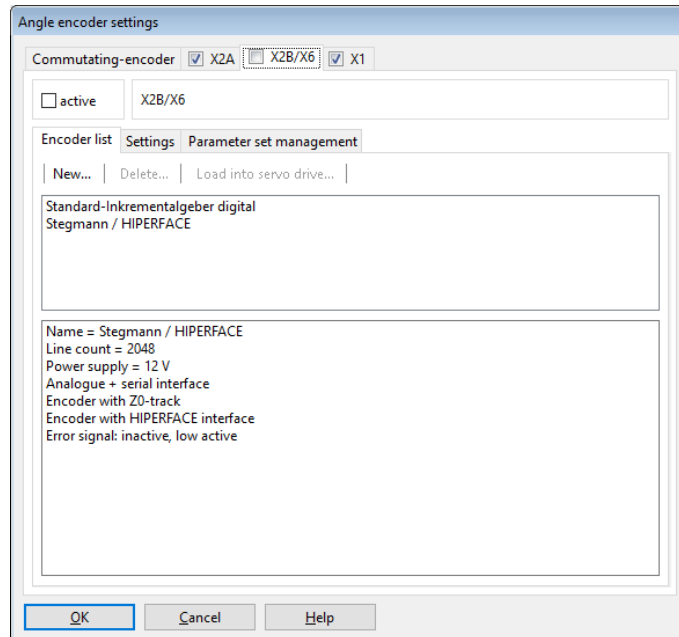 Angle encoder settings
Commutating-encoder X2A X2B/X6 X1
active X2B/X6
Encoder list Settings Parameter set management
New... Delete... Load into servo drive...
Standard-Inkrementalgeber digital
Stegmann / HIPERFACE
Name = Stegmann / HIPERFACE
Line count = 2048
Power supply = 12 V
Analogue + serial interface
Encoder with Z0-track
Encoder with HIPERFACE interface
Error signal: inactive, low active
OK Cancel Help